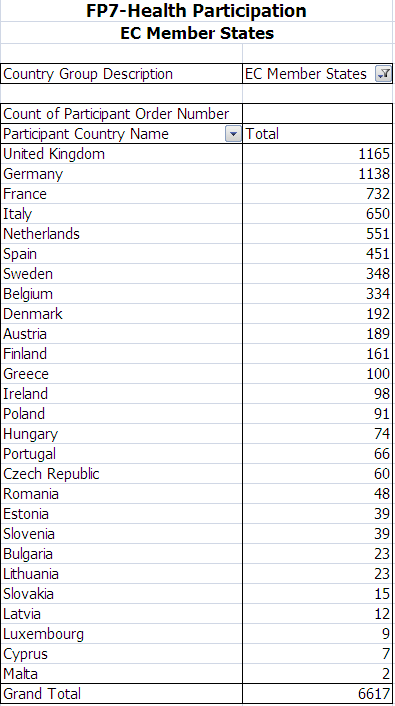 FP7-Health Participation
EC Member States
Country Group Description EC Member States
Count of Participant Order Number
Participant Country Name Total
United Kingdom 1165
Germany 1138
France 732
Italy 650
Netherlands 551
Spain 451
Sweden 348
Belgium 334
Denmark 192
Austria 189
Finland 161
Greece 100
Ireland 98
Poland 91
Hungary 74
Portugal 66
Czech Republic 60
Romania 48
Estonia 39
Slovenia 39
Bulgaria 23
Lithuania 23
Slovakia 15
Latvia 12
Luxembourg 9
Cyprus 7
Malta 2
Grand Total 6617